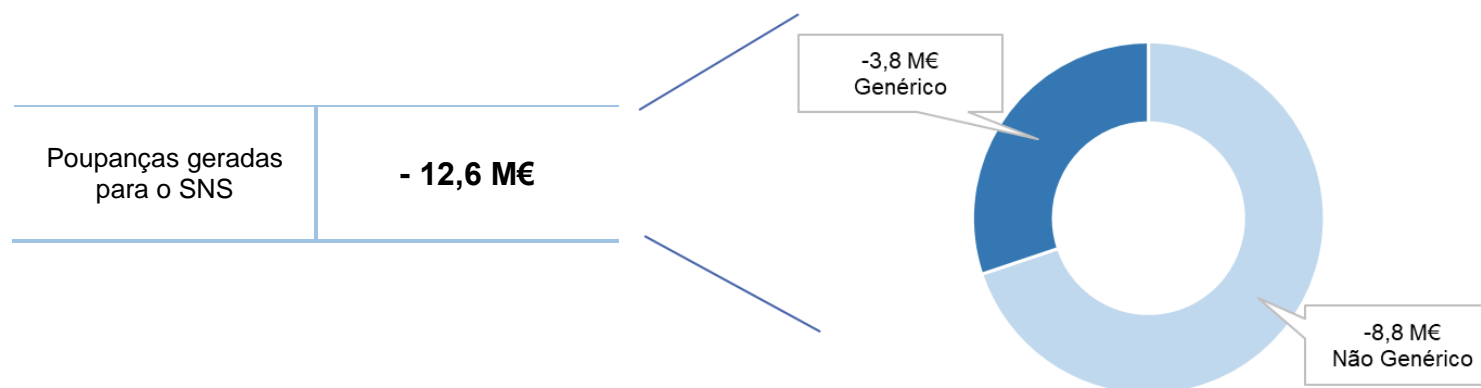 Poupanças geradas
para o SNS
- 12,6 M€
-3,8 M€
Genérico
-8,8 M€
Não Genérico